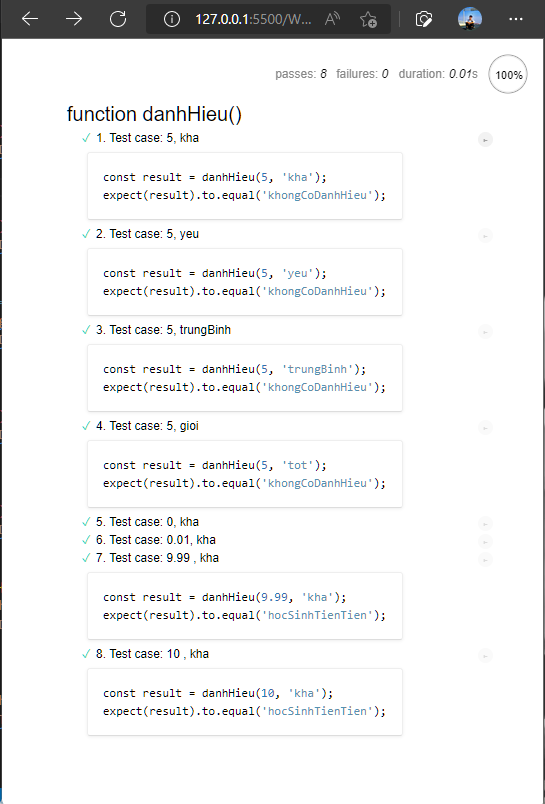 127.0.0.1:5500/W...
passes: 8 failures: 0 duration: 0.01s 100%
function danhHieu()
✓ 1. Test case: 5, kha
const result = danhHieu(5, 'kha');
expect(result).to.equal('khongCoDanhHieu');
✓ 2. Test case: 5, yeu
const result = danhHieu(5, 'yeu');
expect(result).to.equal('khongCoDanhHieu');
✓ 3. Test case: 5, trungBinh
const result = danhHieu(5, 'trungBinh');
expect(result).to.equal('khongCoDanhHieu');
✓ 4. Test case: 5, gioi
const result = danhHieu(5, 'tot');
expect(result).to.equal('khongCoDanhHieu');
✓ 5. Test case: 0, kha
✓ 6. Test case: 0.01, kha
✓ 7. Test case: 9.99 , kha
const result = danhHieu(9.99, 'kha');
expect(result).to.equal('hocSinhTienTien');
✓ 8. Test case: 10 , kha
const result = danhHieu(10, 'kha');
expect(result).to.equal('hocSinhTienTien');